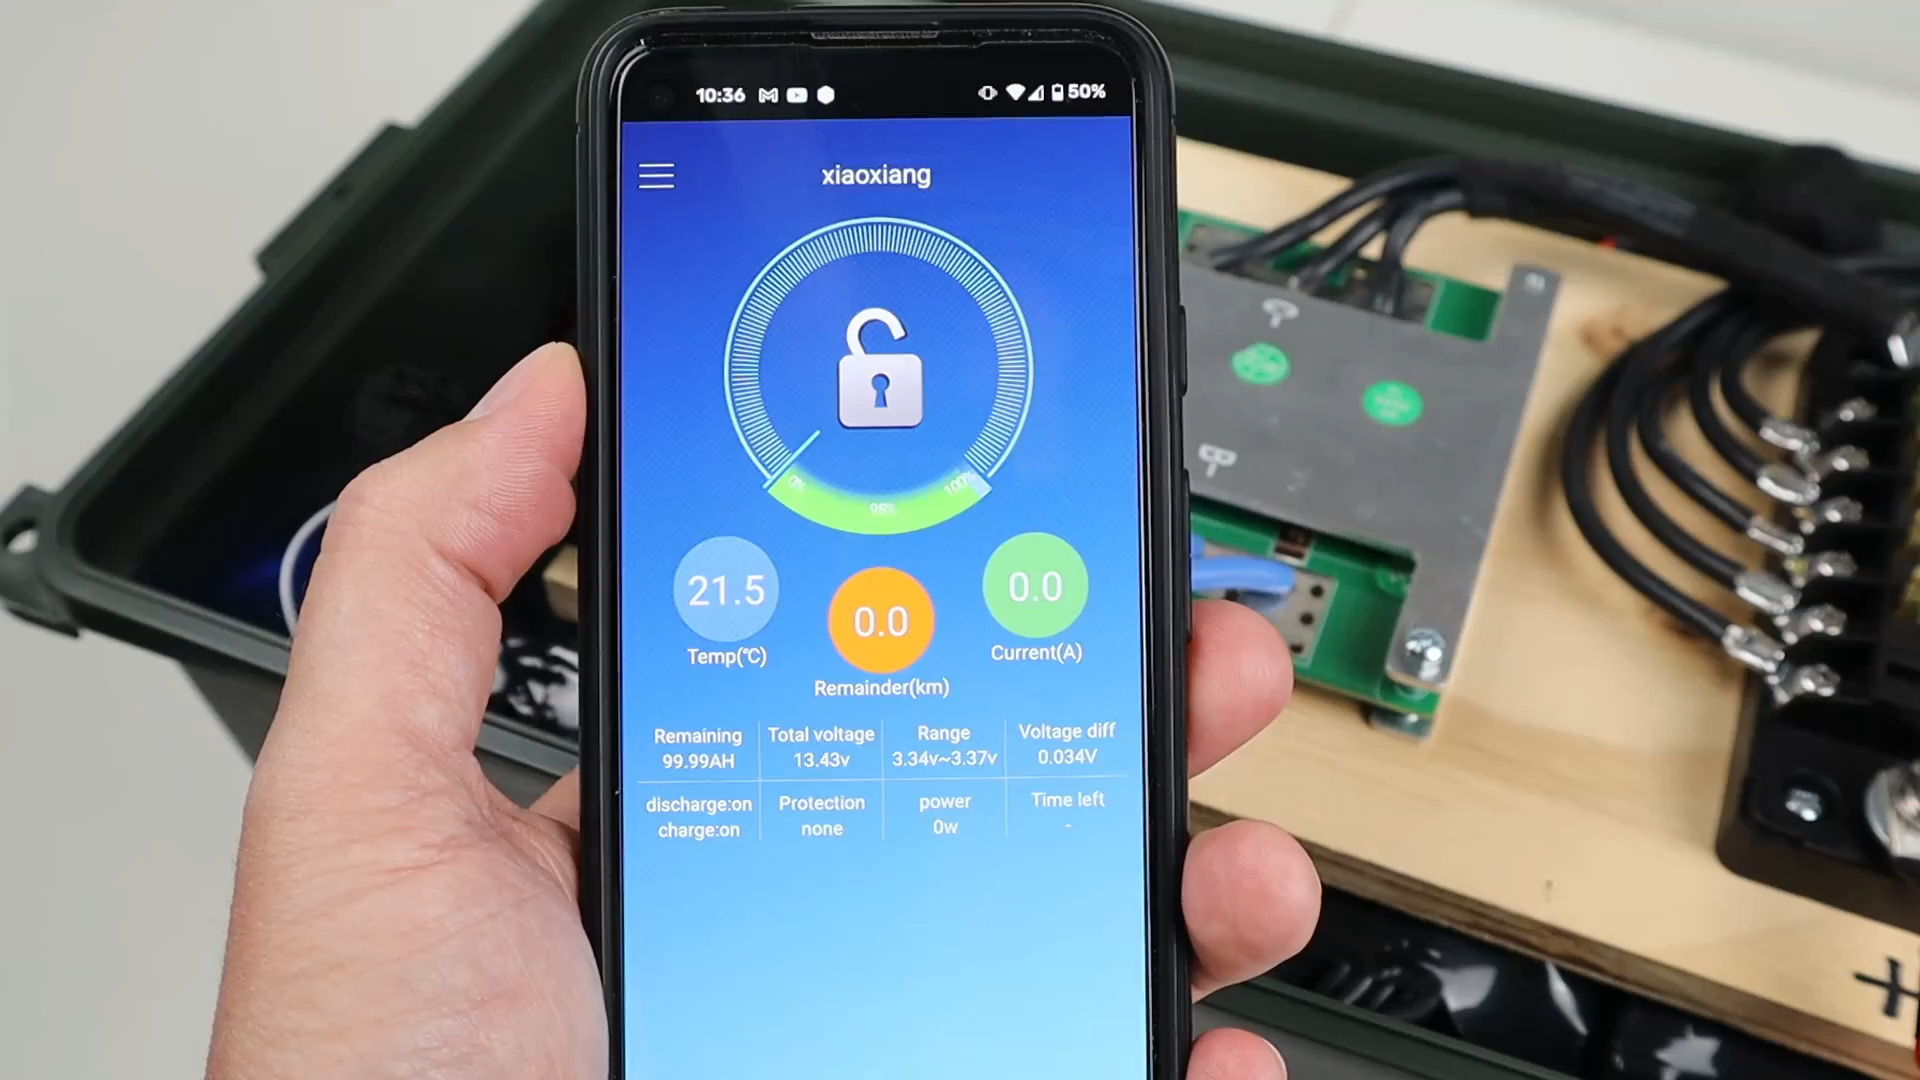 10:36
50%
xiaoxiang
0%
100%
21.5
0.0
0.0
Temp(℃)
Remainder(km)
Current(A)
Remaining
99.99AH
Total voltage
13.43v
Range
3.34v~3.37v
Voltage diff
0.034V
discharge:on
charge:on
Protection
none
power
0w
Time left
-
+